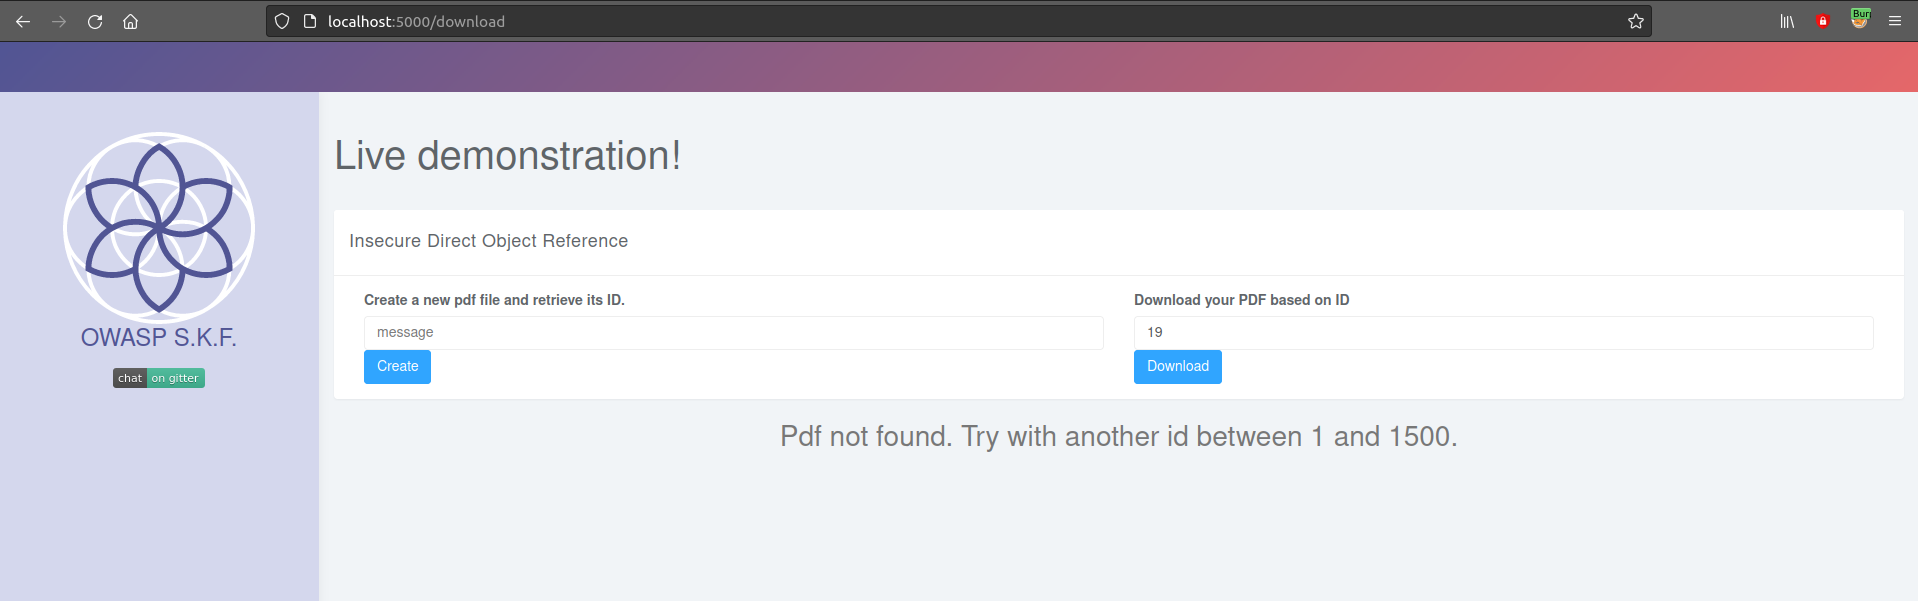 localhost:5000/download
Bur
Live demonstration!
Insecure Direct Object Reference
Create a new pdf file and retrieve its ID.
Download your PDF based on ID
message
19
Create
Download
OWASP S.K.F.
chat on gitter
Pdf not found. Try with another id between 1 and 1500.